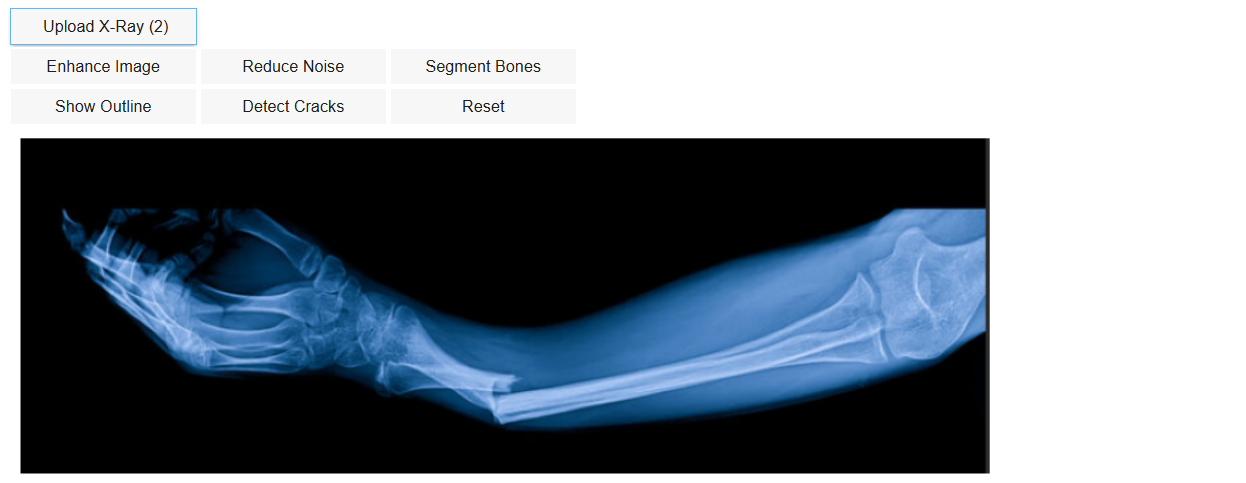 Upload X-Ray (2)
Enhance Image Reduce Noise Segment Bones
Show Outline Detect Cracks Reset